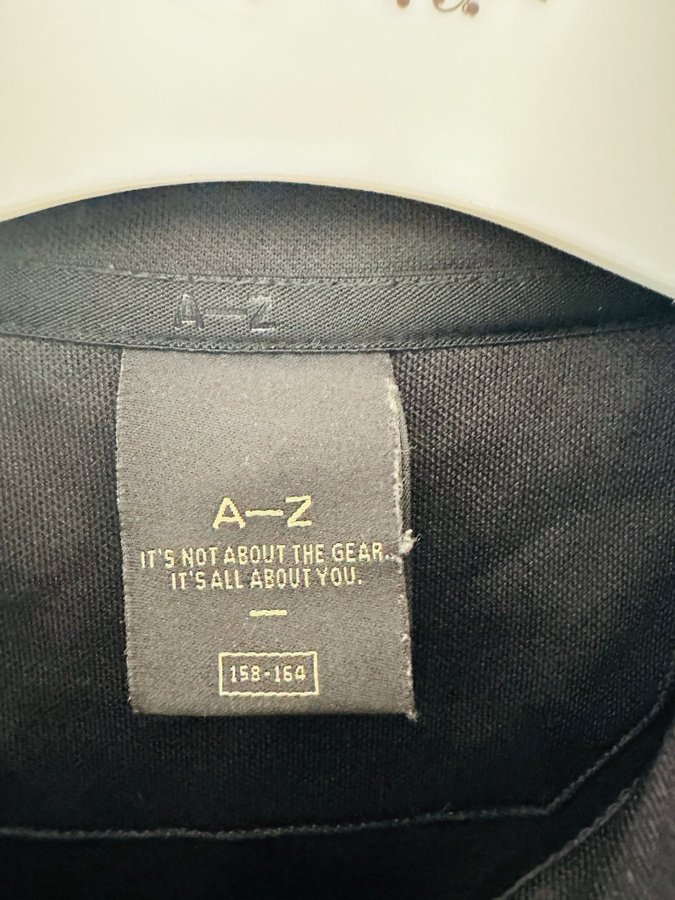 A—Z
A—Z
IT'S NOT ABOUT THE GEAR.
IT'S ALL ABOUT YOU.
158-164